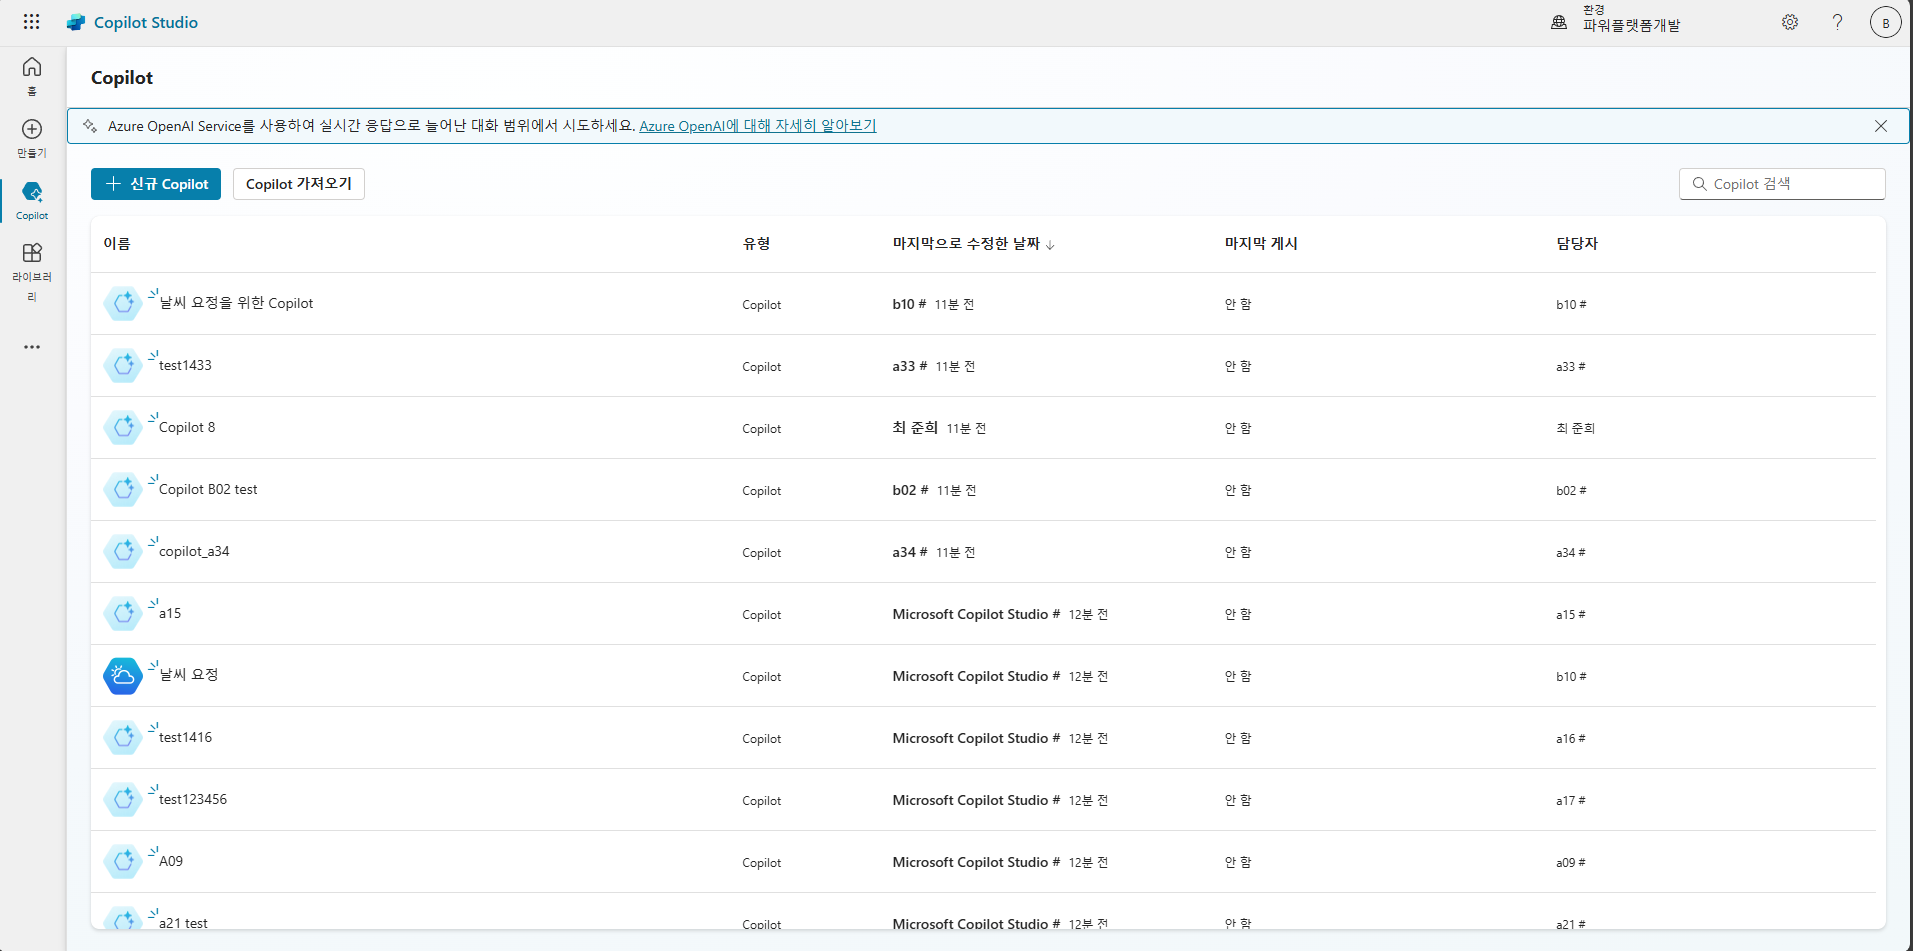 Copilot Studio
환경
파워플랫폼개발
B
홈
만들기
Copilot
라이브러
리
Copilot
Azure OpenAI Service를 사용하여 실시간 응답으로 늘어난 대화 범위에서 시도하세요. Azure OpenAI에 대해 자세히 알아보기
신규 Copilot
Copilot 가져오기
Copilot 검색
이름 유형 마지막으로 수정한 날짜 ↓ 마지막 게시 담당자
날씨 요정을 위한 Copilot Copilot b10 # 11분 전 안 함 b10 #
test1433 Copilot a33 # 11분 전 안 함 a33 #
Copilot 8 Copilot 최 준희 11분 전 안 함 최 준희
Copilot B02 test Copilot b02 # 11분 전 안 함 b02 #
copilot_a34 Copilot a34 # 11분 전 안 함 a34 #
a15 Copilot Microsoft Copilot Studio # 12분 전 안 함 a15 #
날씨 요정 Copilot Microsoft Copilot Studio # 12분 전 안 함 b10 #
test1416 Copilot Microsoft Copilot Studio # 12분 전 안 함 a16 #
test123456 Copilot Microsoft Copilot Studio # 12분 전 안 함 a17 #
A09 Copilot Microsoft Copilot Studio # 12분 전 안 함 a09 #
a21 test Copilot Microsoft Copilot Studio # 12분 전 안 함 a21 #